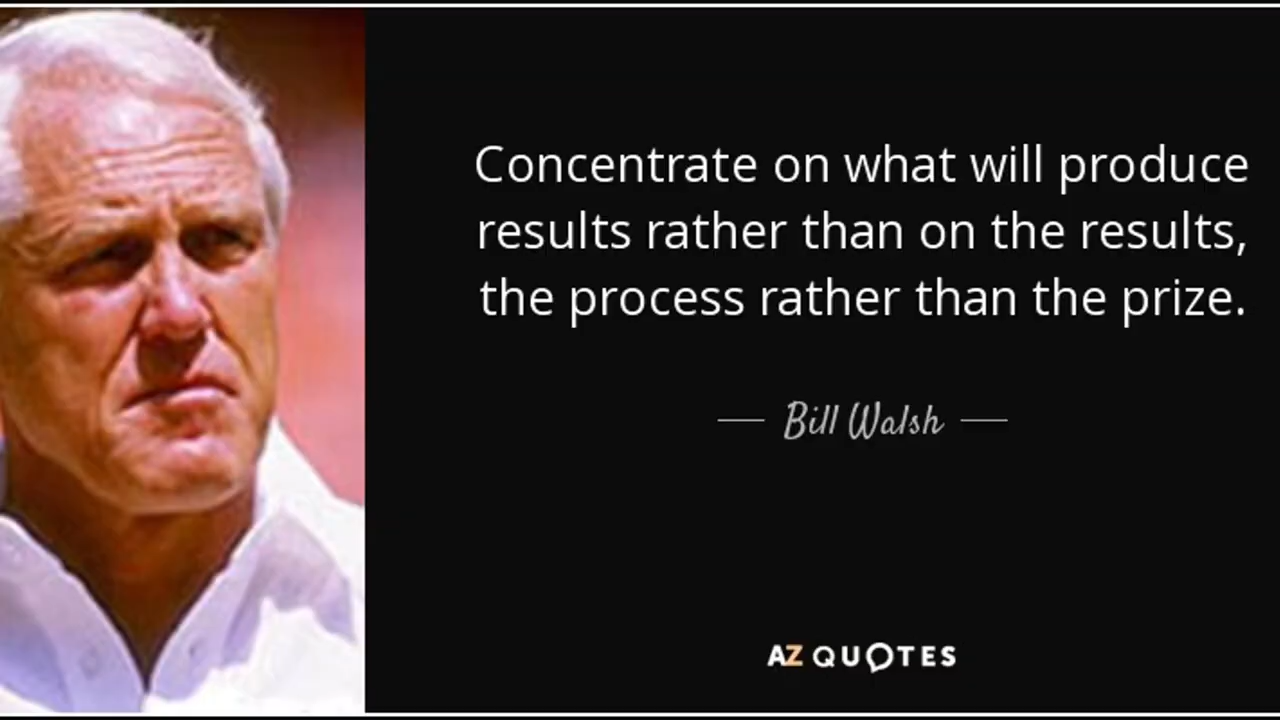 Concentrate on what will produce
results rather than on the results,
the process rather than the prize.
Bill Walsh
AZ QUOTES